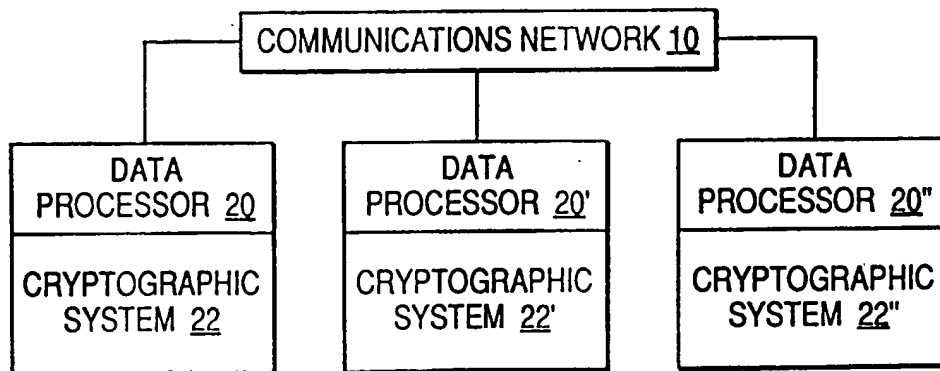 COMMUNICATIONS NETWORK 10
DATA
PROCESSOR 20
CRYPTOGRAPHIC
SYSTEM 22
DATA
PROCESSOR 20'
CRYPTOGRAPHIC
SYSTEM 22'
DATA
PROCESSOR 20"
CRYPTOGRAPHIC
SYSTEM 22"